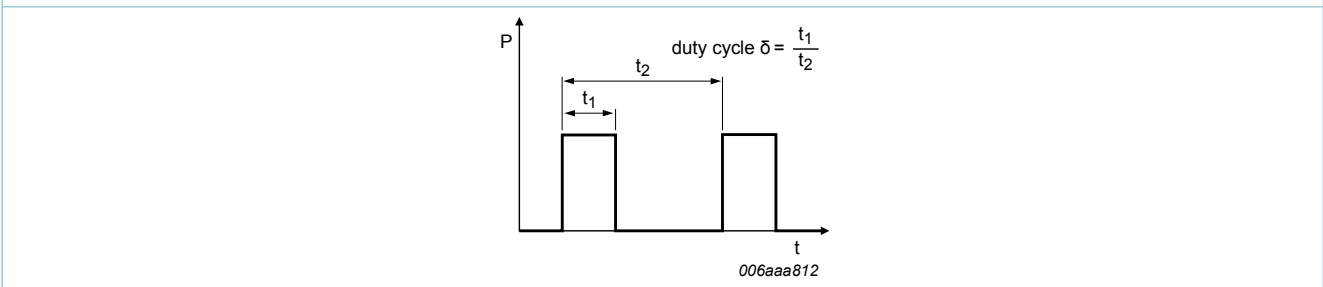 P
duty cycle δ = t1
t2
t2
t1
t
006aaa812